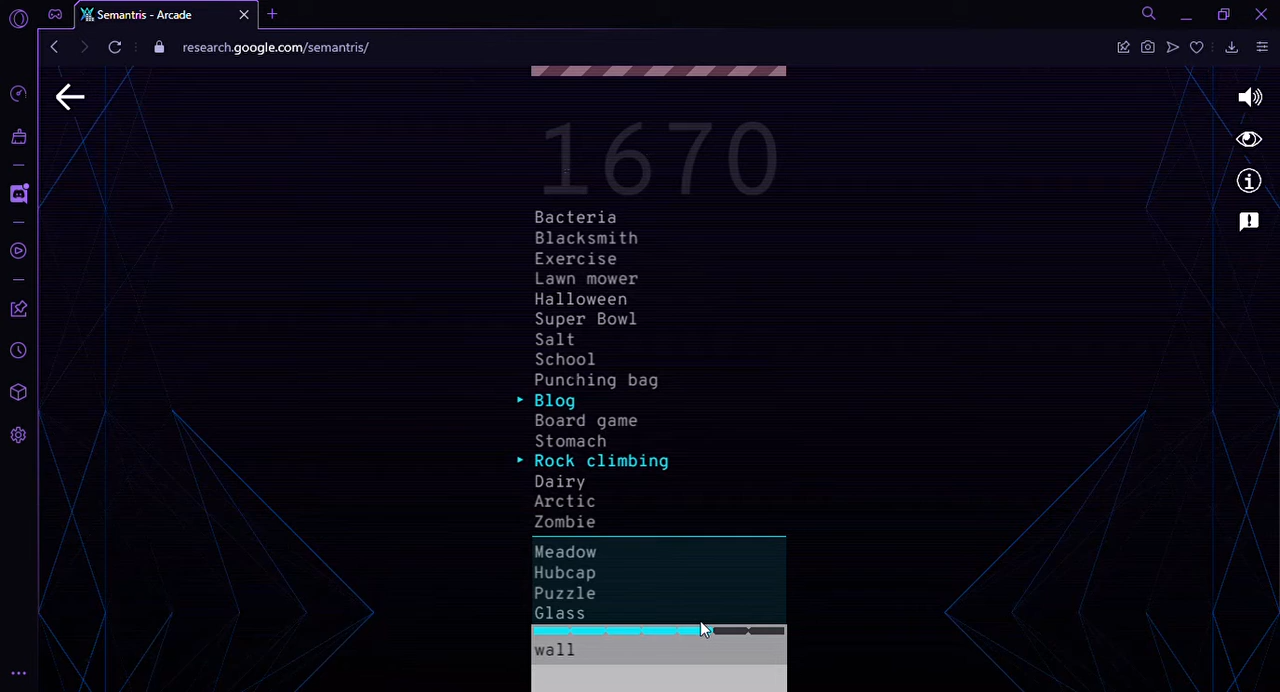 Semantris - Arcade
research.google.com/semantris/
1670
Bacteria
Blacksmith
Exercise
Lawn mower
Halloween
Super Bowl
Salt
School
Punching bag
Blog
Board game
Stomach
Rock climbing
Dairy
Arctic
Zombie
Meadow
Hubcap
Puzzle
Glass
wall